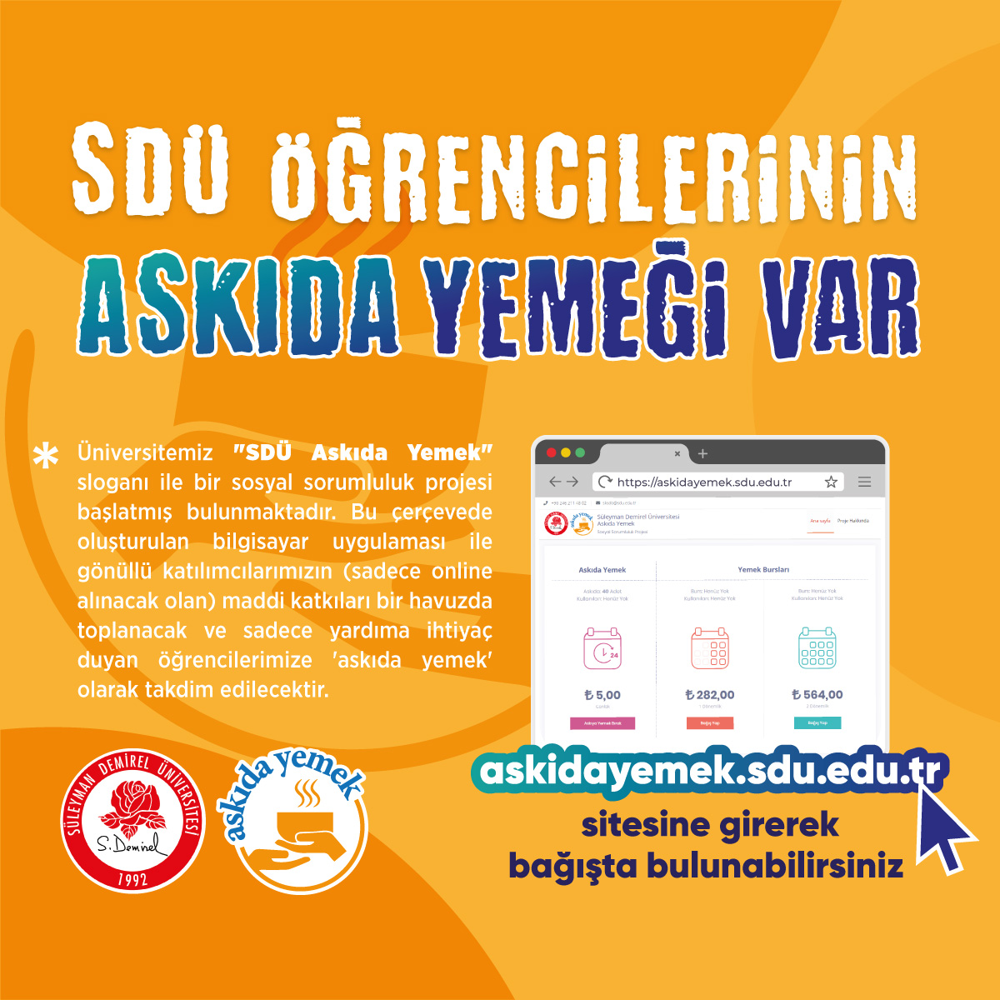 SDÜ ÖĞRENCİLERİNİN
ASKIDA YEMEĞİ VAR
* Üniversitemiz "SDÜ Askıda Yemek"
sloganı ile bir sosyal sorumluluk projesi
başlatmış bulunmaktadır. Bu çerçevede
oluşturulan bilgisayar uygulaması ile
gönüllü katılımcılarımızın (sadece online
alınacak olan) maddi katkıları bir havuzda
toplanacak ve sadece yardıma ihtiyaç
duyan öğrencilerimize 'askıda yemek'
olarak takdim edilecektir.
https://askidayemek.sdu.edu.tr
Süleyman Demirel Üniversitesi
Askıda Yemek
Sosyal Sorumluluk Projesi
Ana sayfa Proje Hakkında
Askıda Yemek
Yemek Bursları
Askıda: 40 Adet
Kullanılan: Henüz Yok
Burs: Henüz Yok
Kullanılan: Henüz Yok
Burs: Henüz Yok
Kullanılan: Henüz Yok
24
₺ 5,00
Günlük
Askıya Yemek Bırak
₺ 282,00
1 Dönemlik
Bağış Yap
₺ 564,00
2 Dönemlik
Bağış Yap
SÜLEYMAN DEMİREL ÜNİVERSİTESİ
S. Demirel
1992
askıda yemek
askidayemek.sdu.edu.tr
sitesine girerek
bağışta bulunabilirsiniz